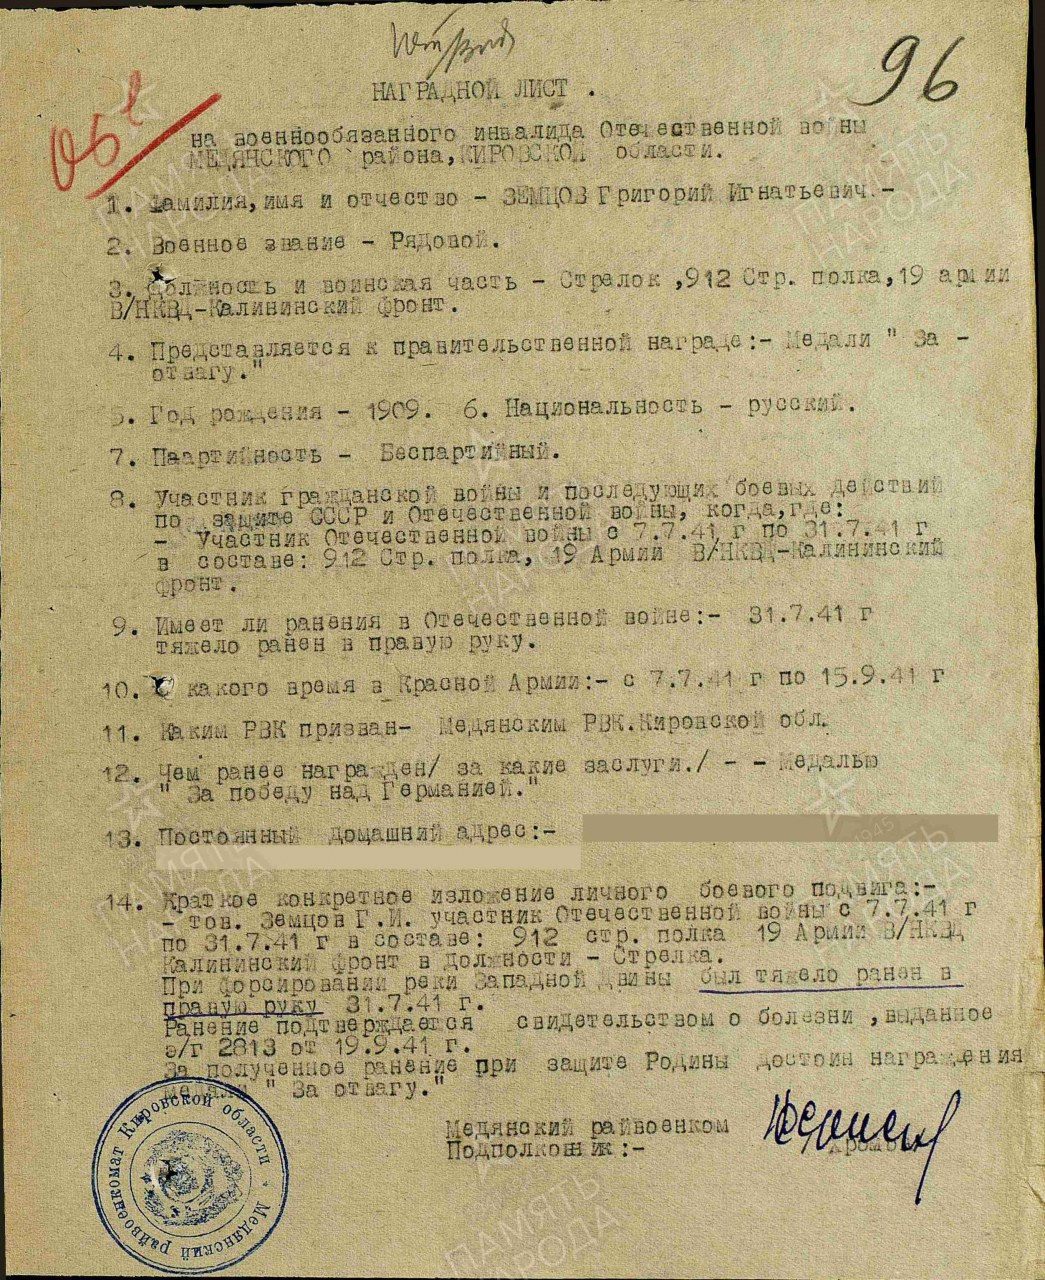 96
НАГРАДНОЙ ЛИСТ .
на военнообязанного инвалида Отечественной войны
МЕДЯНСКОГО района,КИРОВСКОЙ области.
1. Фамилия,имя и отчество - ЗЕМЦОВ Григорий Игнатьевич.-
2. Военное звание - Рядовой.
3. Должность и воинская часть - Стрелок ,912 Стр. полка,19 армии
В/НКВД-Калининский фронт.
4. Представляется к правительственной награде:- Медали " За -
отвагу."
5. Год рождения - 1909. 6. Национальность - русский.
7. Паартийность - Беспартийный.
8. Участник гражданской войны и последующих боевых действий
по защите СССР и Отечественной войны, когда,где:
- Участник Отечественной войны с 7.7.41 г по 31.7.41 г
в составе: 912 Стр. полка, 19 Армии В/НКВД-Калининский
фронт.
9. Имеет ли ранения в Отечественной войне:- 31.7.41 г
тяжело ранен в правую руку.
10. С какого время в Красной Армии:- с 7.7.41 г по 15.9.41 г
11. Каким РВК призван- Медянским РВК.Кировской обл.
12. Чем ранее награжден/ за какие заслуги./ - - Медалью
" За победу над Германией."
13. Постоянный домашний адрес:-
14. Краткое конкретное изложение личного боевого подвига:-
- тов. Земцов Г.И. участник Отечественной войны с 7.7.41 г
по 31.7.41 г в составе: 912 стр. полка 19 Армии В/НКВД
Калининский фронт в должности - Стрелка.
При форсировании реки Западной Двины был тяжело ранен в
правую руку 31.7.41 г.
Ранение подтверждается свидетельством о болезни ,выданное
э/г 2813 от 19.9.41 г.
За полученное ранение при защите Родины достоин награждения
медали " За отвагу."
Медянский райвоенком
Подполковник:-
Медянский райвоенкомат Кировской области
ПАМЯТЬ НАРОДА
1945